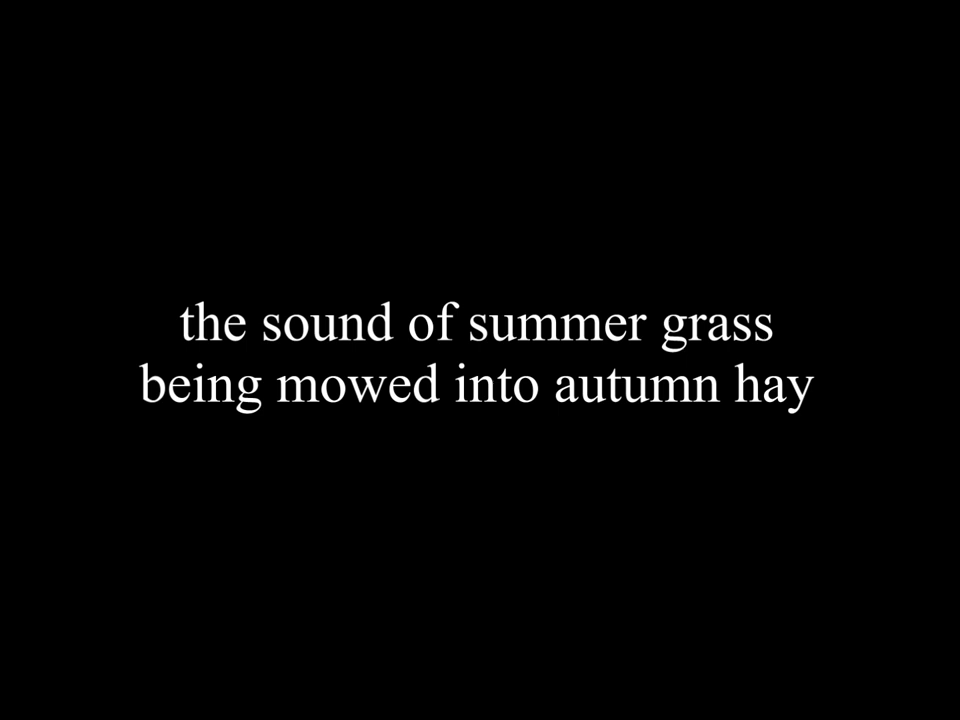 the sound of summer grass
being mowed into autumn hay